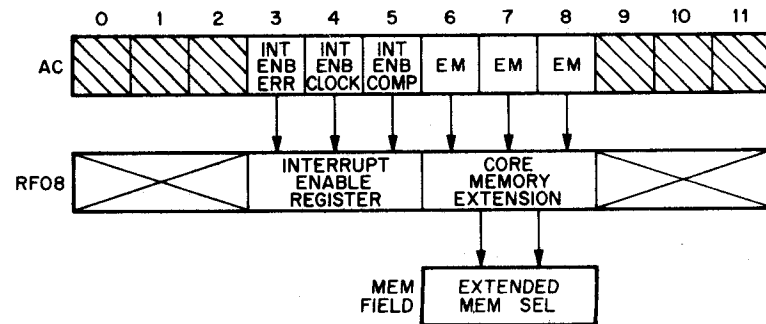 0 1 2 3 4 5 6 7 8 9 10 11
AC
INT ENB ERR
INT ENB CLOCK
INT ENB COMP
EM
EM
EM
RF08
INTERRUPT ENABLE REGISTER
CORE MEMORY EXTENSION
MEM FIELD
EXTENDED MEM SEL